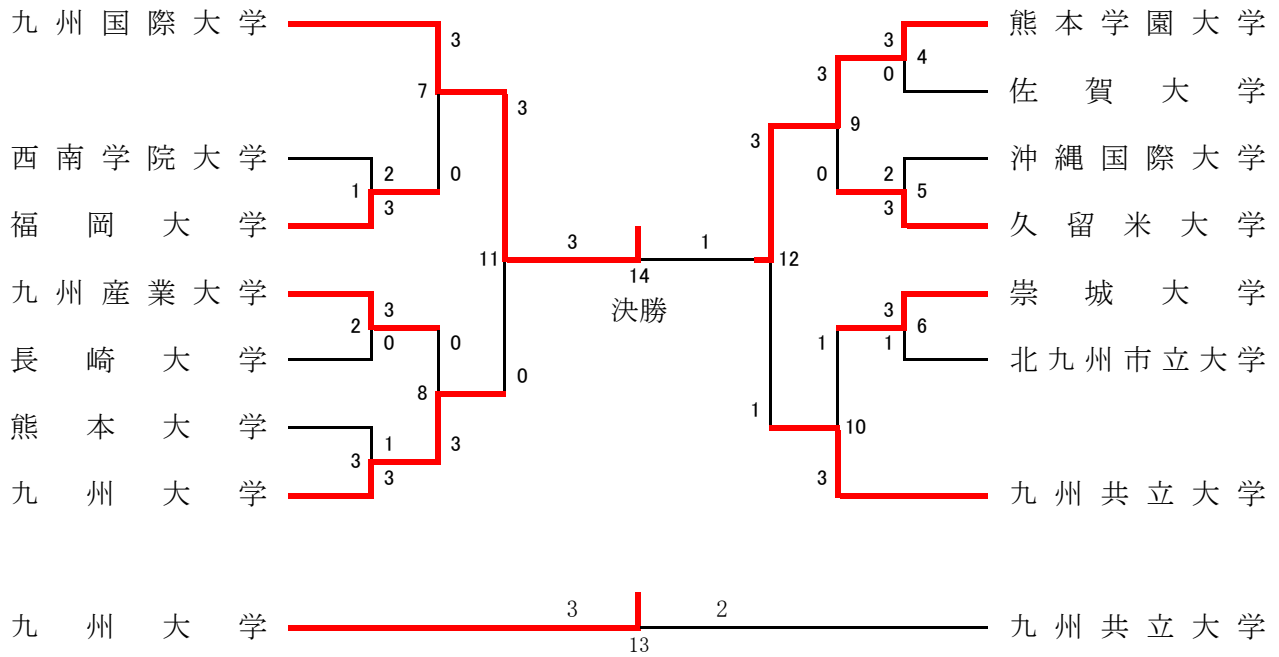 九州国際大学 3 3 熊本学園大学
4
7 3 3 0
9
3 佐賀大学
西南学院大学 2 0 0 2 沖縄国際大学
1 3 3 5
福岡大学 久留米大学
11 3 1 12
14
九州産業大学 3 決勝 3 崇城大学
2 0 0 1 1 6
長崎大学 北九州市立大学
8 0
熊本大学 1 3 1 10
3 3 3
九州大学 九州共立大学
九州大学 3 2 九州共立大学
13